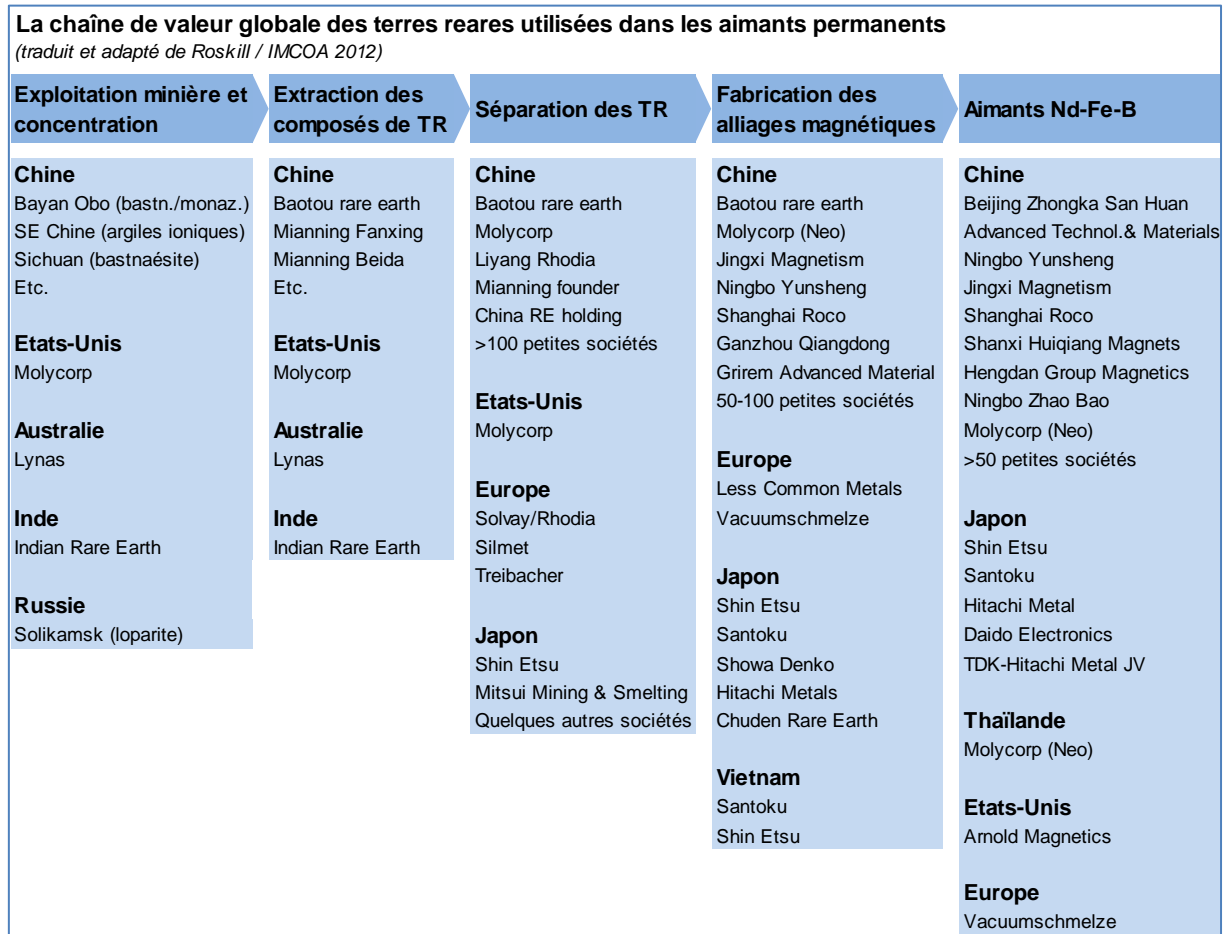 La chaîne de valeur globale des terres reares utilisées dans les aimants permanents
(traduit et adapté de Roskill / IMCOA 2012)
Exploitation minière et
concentration
Chine
Bayan Obo (bastn./monaz.)
SE Chine (argiles ioniques)
Sichuan (bastnaésite)
Etc.
Etats-Unis
Molycorp
Australie
Lynas
Inde
Indian Rare Earth
Russie
Solikamsk (loparite)
Extraction des
composés de TR
Chine
Baotou rare earth
Mianning Fanxing
Mianning Beida
Etc.
Etats-Unis
Molycorp
Australie
Lynas
Inde
Indian Rare Earth
Séparation des TR
Chine
Baotou rare earth
Molycorp
Liyang Rhodia
Mianning founder
China RE holding
>100 petites sociétés
Etats-Unis
Molycorp
Europe
Solvay/Rhodia
Silmet
Treibacher
Japon
Shin Etsu
Mitsui Mining & Smelting
Quelques autres sociétés
Fabrication des
alliages magnétiques
Chine
Baotou rare earth
Molycorp (Neo)
Jingxi Magnetism
Ningbo Yunsheng
Shanghai Roco
Ganzhou Qiangdong
Grirem Advanced Material
50-100 petites sociétés
Europe
Less Common Metals
Vacuumschmelze
Japon
Shin Etsu
Santoku
Showa Denko
Hitachi Metals
Chuden Rare Earth
Vietnam
Santoku
Shin Etsu
Aimants Nd-Fe-B
Chine
Beijing Zhongka San Huan
Advanced Technol.& Materials
Ningbo Yunsheng
Jingxi Magnetism
Shanghai Roco
Shanxi Huiqiang Magnets
Hengdan Group Magnetics
Ningbo Zhao Bao
Molycorp (Neo)
>50 petites sociétés
Japon
Shin Etsu
Santoku
Hitachi Metal
Daido Electronics
TDK-Hitachi Metal JV
Thaïlande
Molycorp (Neo)
Etats-Unis
Arnold Magnetics
Europe
Vacuumschmelze